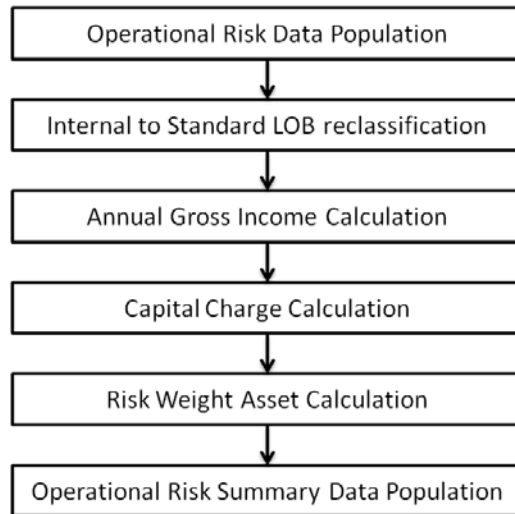 Operational Risk Data Population
Internal to Standard LOB reclassification
Annual Gross Income Calculation
Capital Charge Calculation
Risk Weight Asset Calculation
Operational Risk Summary Data Population